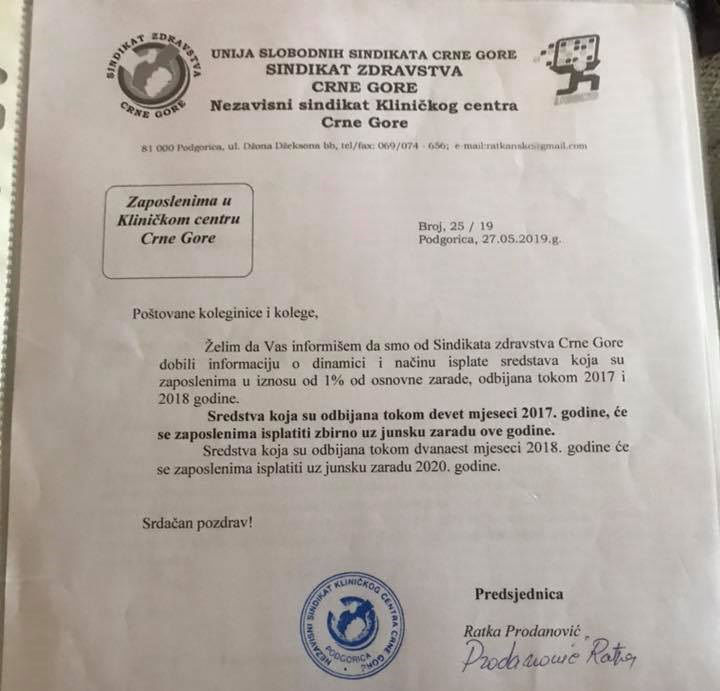 SINDIKAT ZDRAVSTVA
CRNE GORE
UNIJA SLOBODNIH SINDIKATA CRNE GORE
SINDIKAT ZDRAVSTVA
CRNE GORE
Nezavisni sindikat Kliničkog centra
Crne Gore
81 000 Podgorica, ul. Džona Džeksona bb, tel/fax: 069/074 - 656; e-mail:ratkanskc@gmail.com
Zaposlenima u
Kliničkom centru
Crne Gore
Broj, 25 / 19
Podgorica, 27.05.2019.g.
Poštovane koleginice i kolege,
Želim da Vas informišem da smo od Sindikata zdravstva Crne Gore
dobili informaciju o dinamici i načinu isplate sredstava koja su
zaposlenima u iznosu od 1% od osnovne zarade, odbijana tokom 2017 i
2018 godine.
Sredstva koja su odbijana tokom devet mjeseci 2017. godine, će
se zaposlenima isplatiti zbirno uz junsku zaradu ove godine.
Sredstva koja su odbijana tokom dvanaest mjeseci 2018. godine će
se zaposlenima isplatiti uz junsku zaradu 2020. godine.
Srdačan pozdrav!
NEZAVISNI SINDIKAT KLINIČKOG CENTRA CRNE GORE
PODGORICA
Predsjednica
Ratka Prodanović
Prodanović Ratka